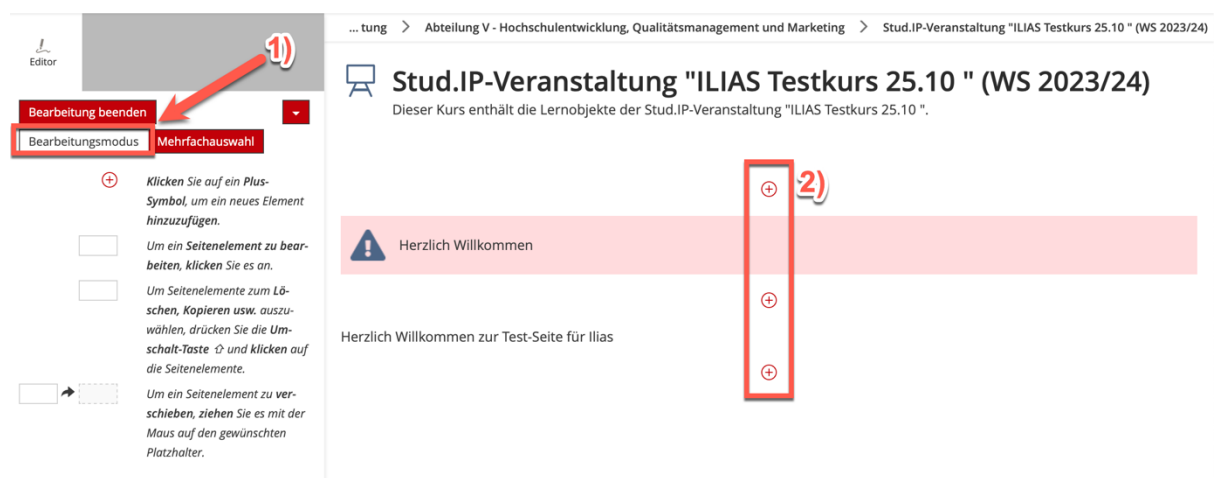 ... tung > Abteilung V - Hochschulentwicklung, Qualitätsmanagement und Marketing > Stud.IP-Veranstaltung "ILIAS Testkurs 25.10 " (WS 2023/24)
1)
Editor
Stud.IP-Veranstaltung "ILIAS Testkurs 25.10 " (WS 2023/24)
Dieser Kurs enthält die Lernobjekte der Stud.IP-Veranstaltung "ILIAS Testkurs 25.10 ".
Bearbeitung beenden
Bearbeitungsmodus Mehrfachauswahl
Klicken Sie auf ein Plus-
Symbol, um ein neues Element
hinzuzufügen.
Um ein Seitenelement zu bear-
beiten, klicken Sie es an.
Um Seitenelemente zum Lö-
schen, Kopieren usw. auszu-
wählen, drücken Sie die Um-
schalt-Taste ⇧ und klicken auf
die Seitenelemente.
Um ein Seitenelement zu ver-
schieben, ziehen Sie es mit der
Maus auf den gewünschten
Platzhalter.
2)
Herzlich Willkommen
Herzlich Willkommen zur Test-Seite für Ilias